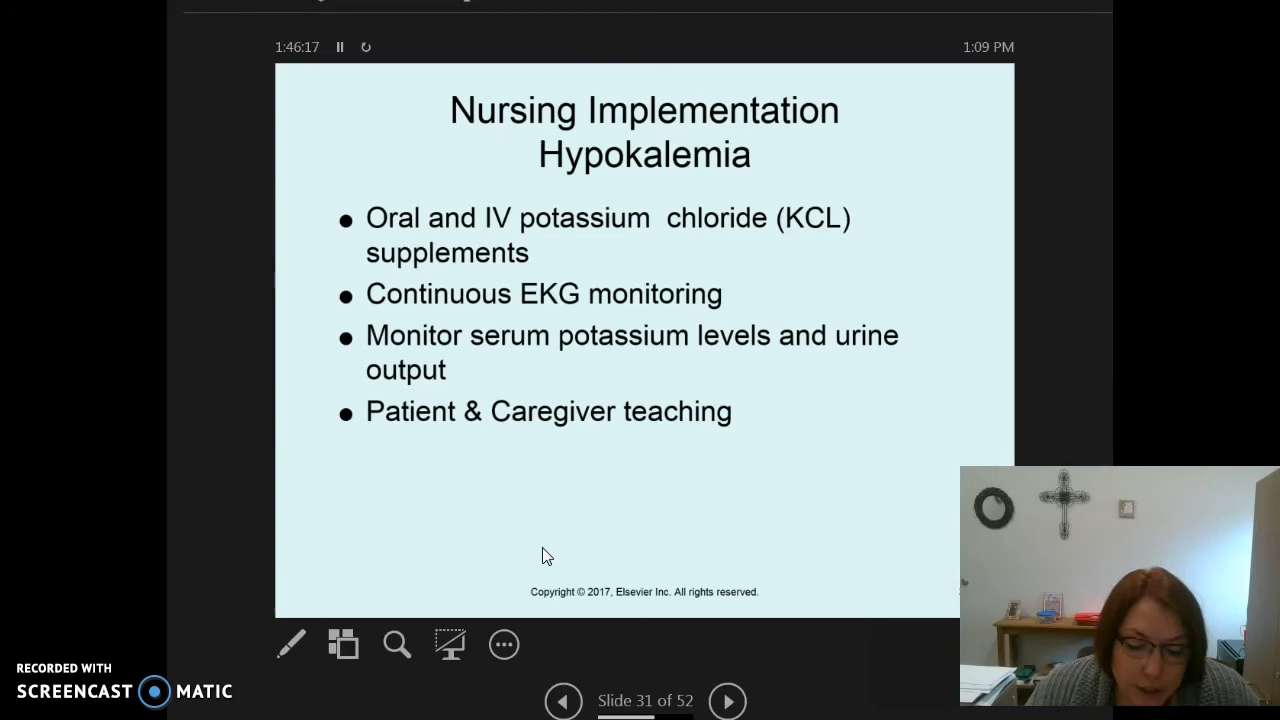 1:46:17
1:09 PM
Nursing Implementation
Hypokalemia
● Oral and IV potassium chloride (KCL)
supplements
● Continuous EKG monitoring
● Monitor serum potassium levels and urine
output
● Patient & Caregiver teaching
Copyright © 2017, Elsevier Inc. All rights reserved.
RECORDED WITH
SCREENCAST MATIC
Slide 31 of 52